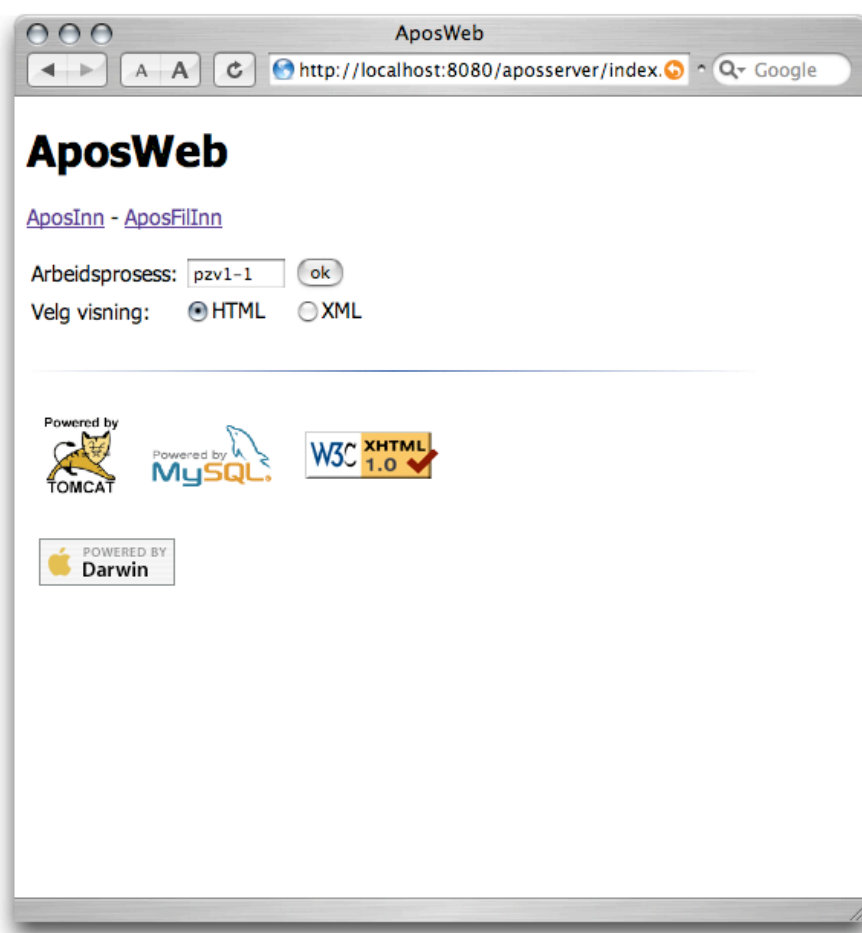 AposWeb
A A http://localhost:8080/aposserver/index. Google
AposWeb
AposInn - AposFilInn
Arbeidsprosess: pzv1-1 ok
Velg visning: HTML XML
Powered by
TOMCAT
Powered by
MySQL.
W3C XHTML
1.0
POWERED BY
Darwin